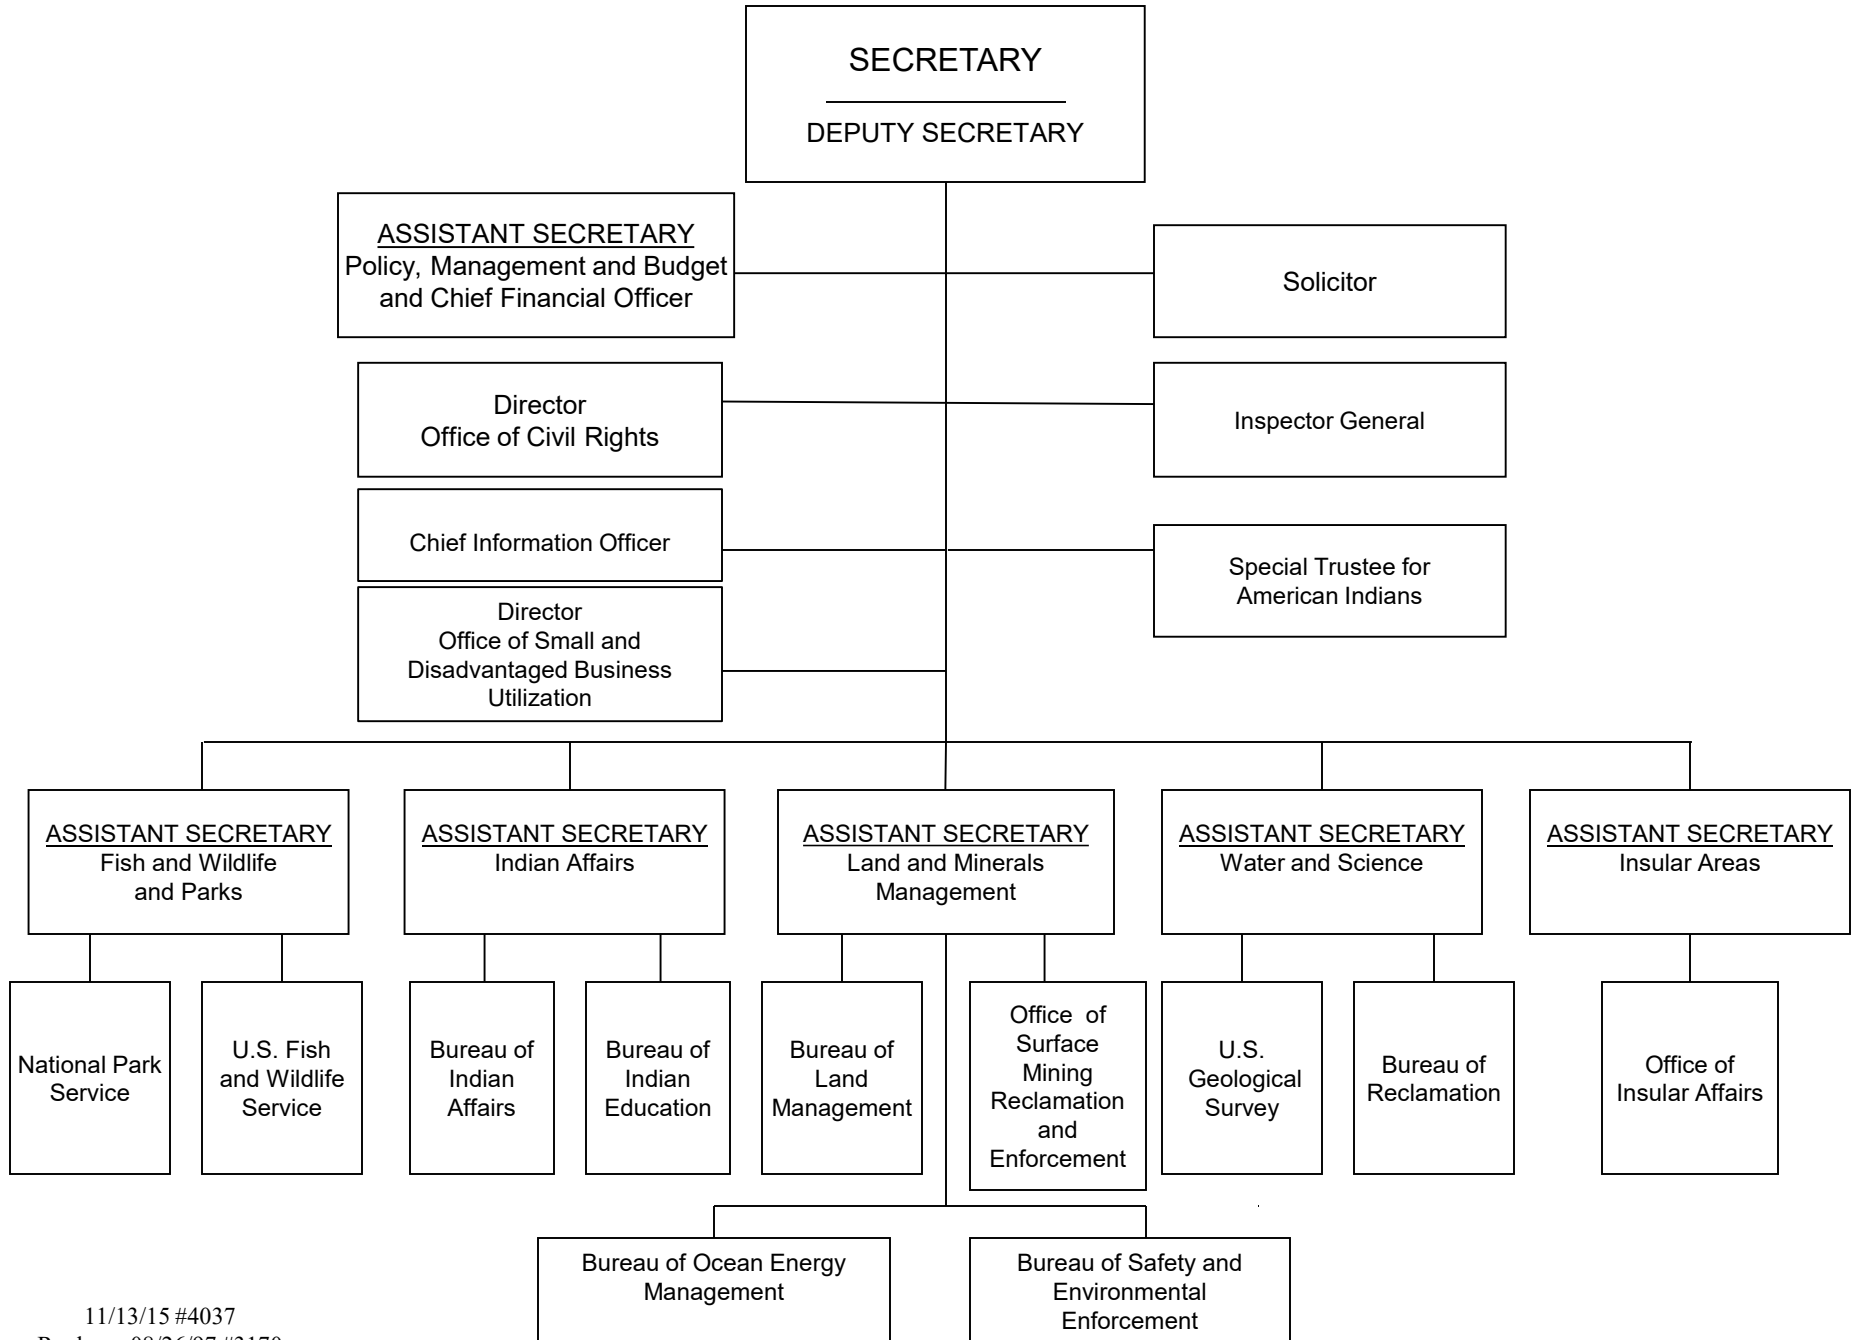 SECRETARY
DEPUTY SECRETARY
ASSISTANT SECRETARY
Policy, Management and Budget
and Chief Financial Officer
Solicitor
Director
Office of Civil Rights
Inspector General
Chief Information Officer
Special Trustee for
American Indians
Director
Office of Small and
Disadvantaged Business
Utilization
ASSISTANT SECRETARY
Fish and Wildlife
and Parks
ASSISTANT SECRETARY
Indian Affairs
ASSISTANT SECRETARY
Land and Minerals
Management
ASSISTANT SECRETARY
Water and Science
ASSISTANT SECRETARY
Insular Areas
National Park
Service
U.S. Fish
and Wildlife
Service
Bureau of
Indian
Affairs
Bureau of
Indian
Education
Bureau of
Land
Management
Office of
Surface
Mining
Reclamation
and
Enforcement
U.S.
Geological
Survey
Bureau of
Reclamation
Office of
Insular Affairs
Bureau of Ocean Energy
Management
Bureau of Safety and
Environmental
Enforcement
11/13/15 #4037